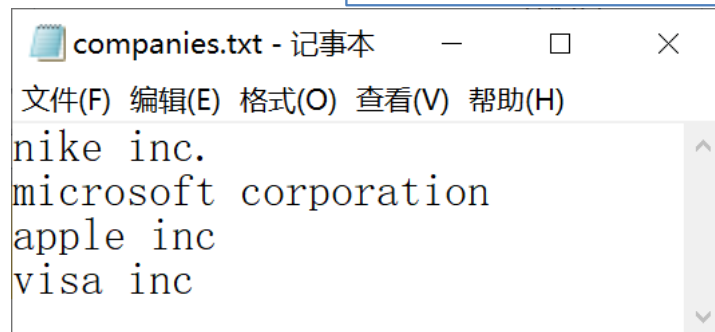 companies.txt - 记事本
文件(F) 编辑(E) 格式(O) 查看(V) 帮助(H)
nike inc.
microsoft corporation
apple inc
visa inc